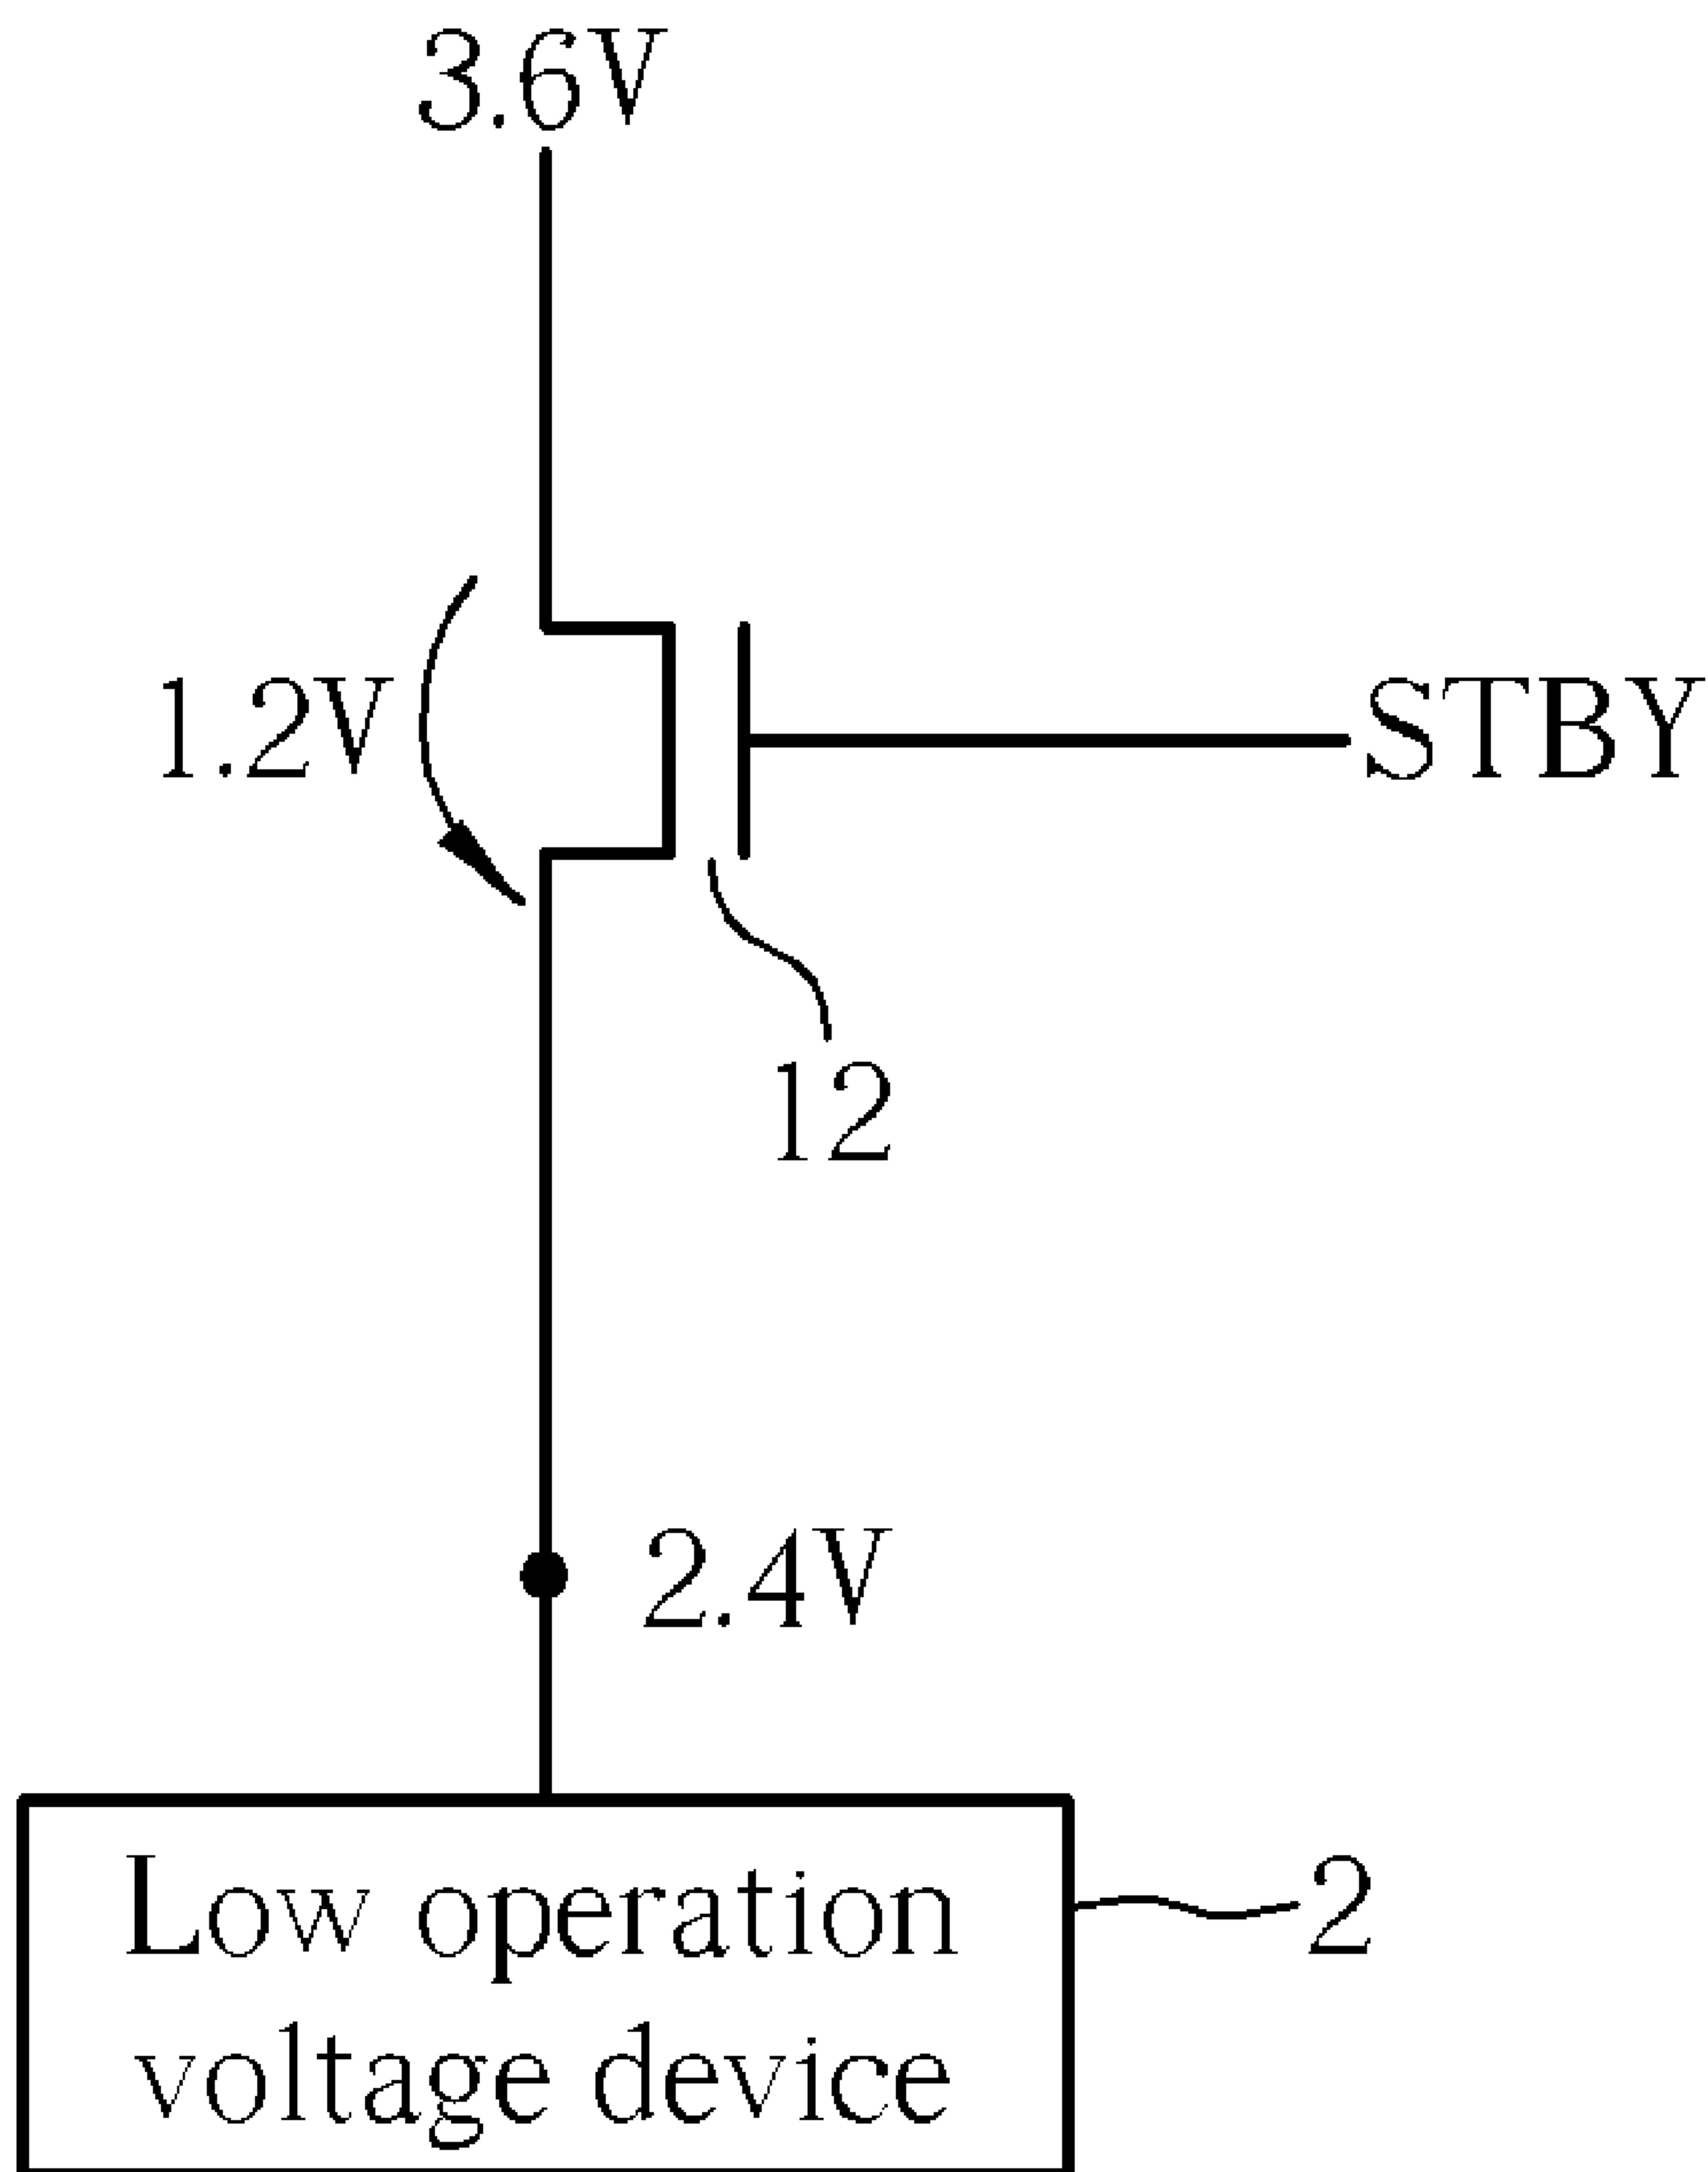 3.6V
1.2V
STBY
12
2.4V
Low operation
voltage device
2